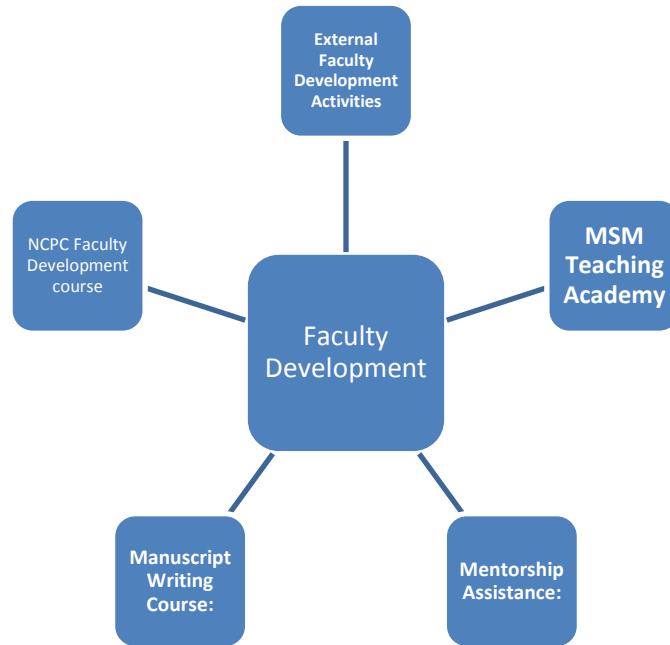 External
Faculty
Development
Activities
NCPC Faculty
Development
course
MSM
Teaching
Academy
Faculty
Development
Manuscript
Writing
Course:
Mentorship
Assistance: